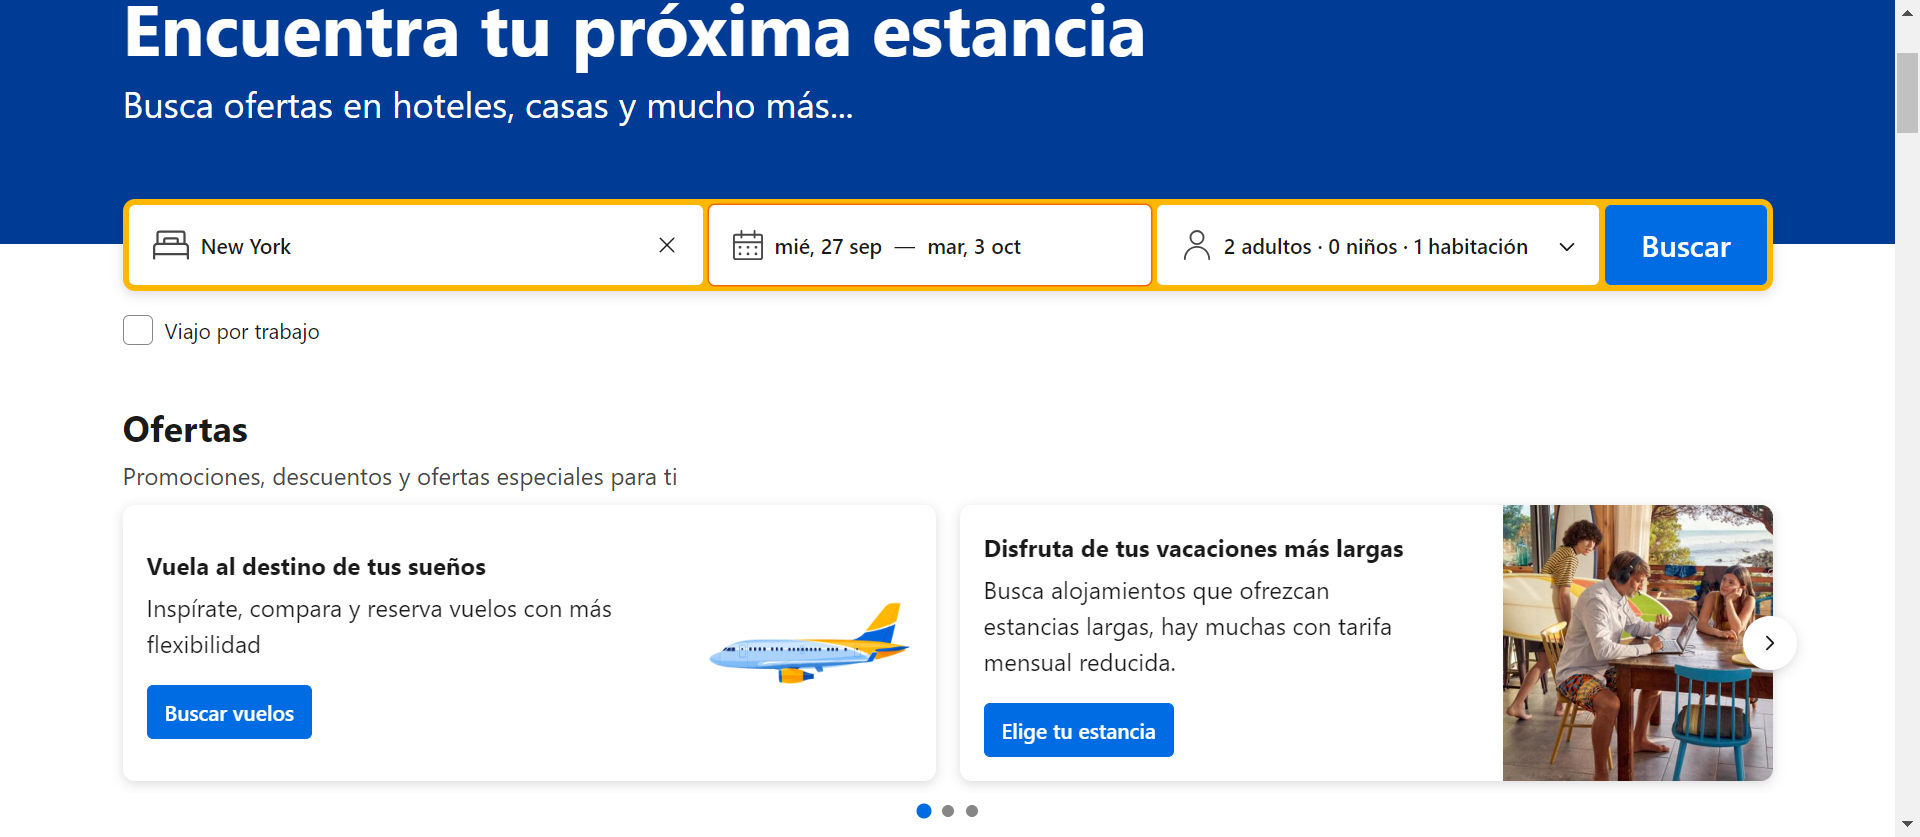 Encuentra tu próxima estancia
Busca ofertas en hoteles, casas y mucho más...
New York
mié, 27 sep — mar, 3 oct
2 adultos · 0 niños · 1 habitación
Buscar
Viajo por trabajo
Ofertas
Promociones, descuentos y ofertas especiales para ti
Vuela al destino de tus sueños
Inspírate, compara y reserva vuelos con más
flexibilidad
Buscar vuelos
Disfruta de tus vacaciones más largas
Busca alojamientos que ofrezcan
estancias largas, hay muchas con tarifa
mensual reducida.
Elige tu estancia